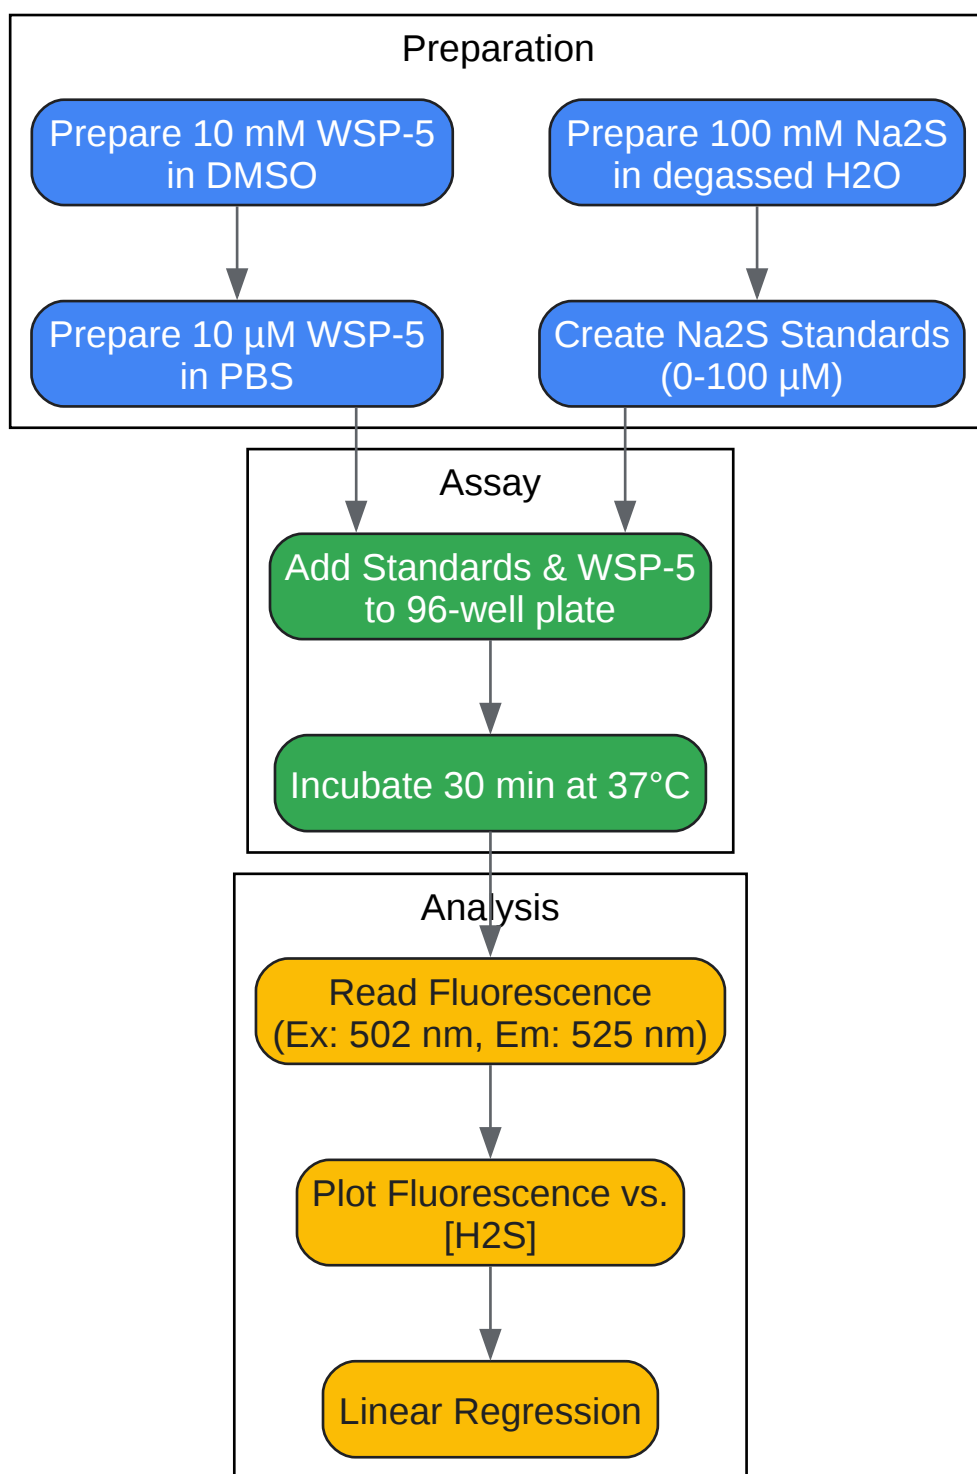 Preparation
Prepare 10 mM WSP-5
in DMSO
Prepare 100 mM Na2S
in degassed H2O
Prepare 10 µM WSP-5
in PBS
Create Na2S Standards
(0-100 µM)
Assay
Add Standards & WSP-5
to 96-well plate
Incubate 30 min at 37°C
Analysis
Read Fluorescence
(Ex: 502 nm, Em: 525 nm)
Plot Fluorescence vs.
[H2S]
Linear Regression